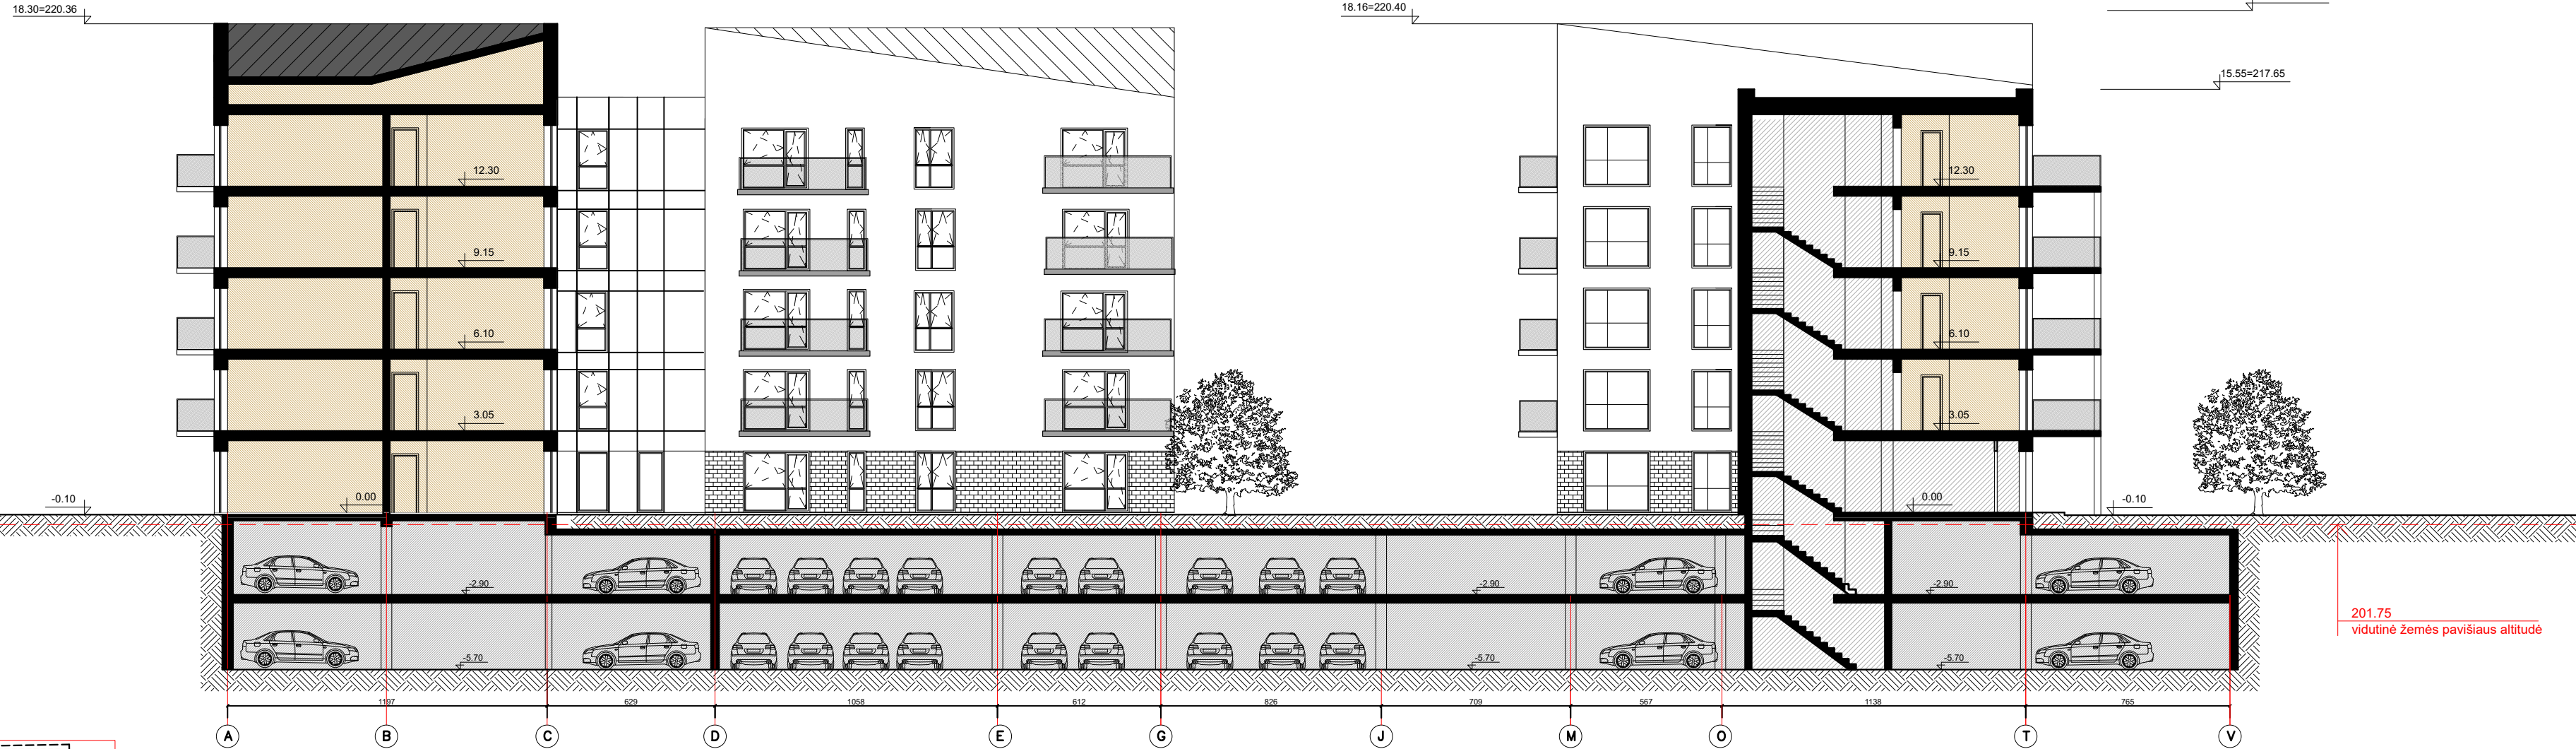 18.30=220.36
18.16=220.40
15.55=217.65
12.30
12.30
9.15
9.15
6.10
6.10
3.05
3.05
-0.10
0.00
0.00
-0.10
-2.90
-2.90
-2.90
201.75
vidutinė žemės pavišiaus altitudė
-5.70
-5.70
-5.70
1197
629
1058
612
826
709
567
1138
765
A
B
C
D
E
G
J
M
O
T
V